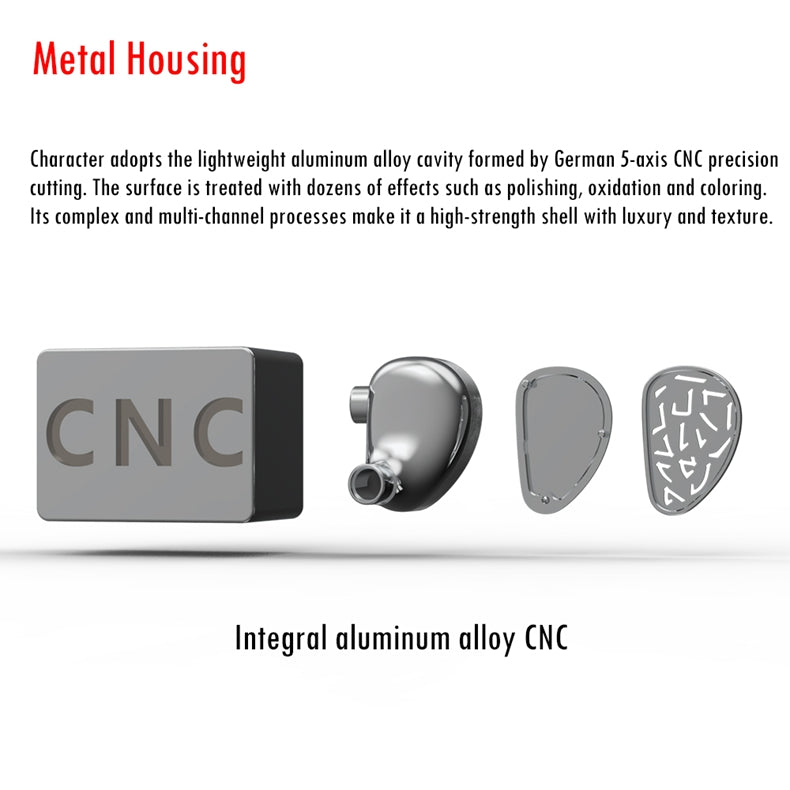 Metal Housing
Character adopts the lightweight aluminum alloy cavity formed by German 5-axis CNC precision
cutting. The surface is treated with dozens of effects such as polishing, oxidation and coloring.
Its complex and multi-channel processes make it a high-strength shell with luxury and texture.
CNC
Integral aluminum alloy CNC